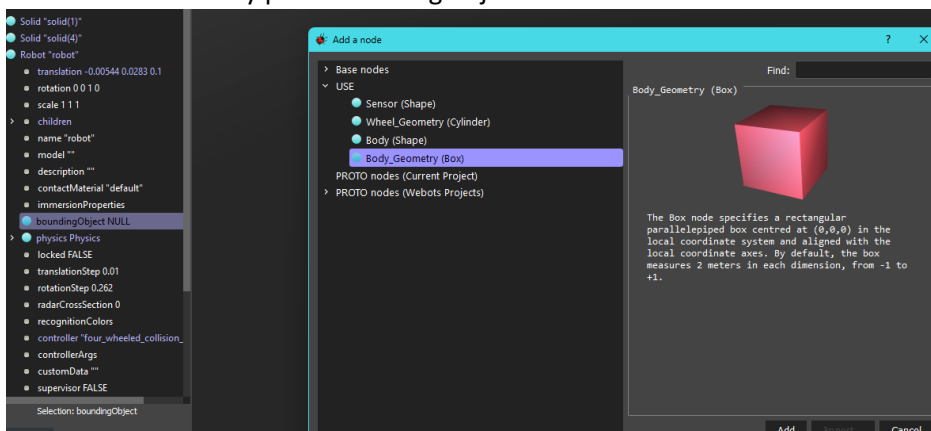 Solid "solid(1)"
Solid "solid(4)"
Robot "robot"
translation -0.00544 0.0283 0.1
rotation 0 0 1 0
scale 1 1 1
children
name "robot"
model ""
description ""
contactMaterial "default"
immersionProperties
boundingObject NULL
physics Physics
locked FALSE
translationStep 0.01
rotationStep 0.262
radarCrossSection 0
recognitionColors
controller "four_wheeled_collision_
controllerArgs
customData ""
supervisor FALSE
Selection: boundingObject
Add a node
? X
Base nodes
USE
Sensor (Shape)
Wheel_Geometry (Cylinder)
Body (Shape)
Body_Geometry (Box)
PROTO nodes (Current Project)
PROTO nodes (Webots Projects)
Find:
Body_Geometry (Box)
The Box node specifies a rectangular
parallelepiped box centred at (0,0,0) in the
local coordinate system and aligned with the
local coordinate axes. By default, the box
measures 2 meters in each dimension, from -1 to
+1.
Add Import... Cancel